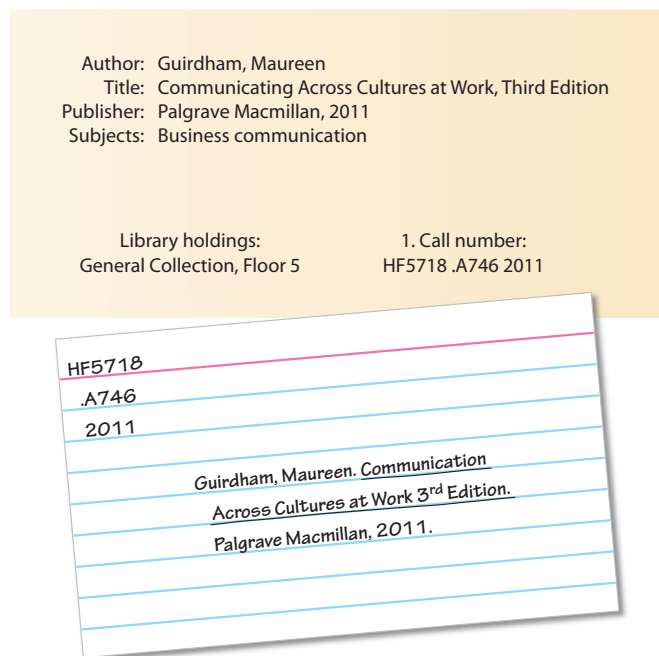 Author: Guirdham, Maureen
Title: Communicating Across Cultures at Work, Third Edition
Publisher: Palgrave Macmillan, 2011
Subjects: Business communication
Library holdings:
General Collection, Floor 5
1. Call number:
HF5718 .A746 2011
HF5718
.A746
2011
Guirdham, Maureen. Communication
Across Cultures at Work 3rd Edition.
Palgrave Macmillan, 2011.